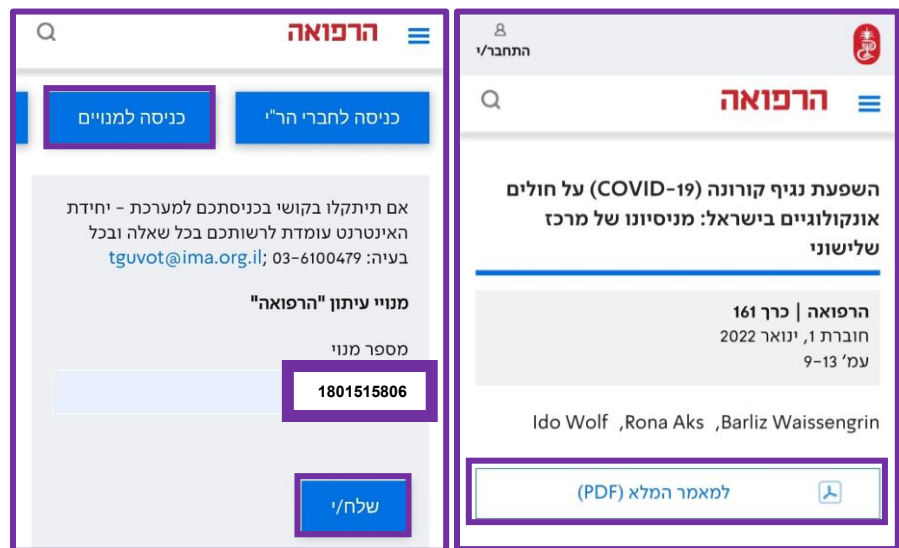 התחבר/י
הרפואה
השפעת נגיף קורונה (COVID-19) על חולים
אונקולוגיים בישראל: מניסיונו של מרכז
שלישוני
הרפואה | כרך 161
חוברת 1, ינואר 2022
עמ' 9-13
Ido Wolf ,Rona Aks ,Barliz Waissengrin
למאמר המלא (PDF)
הרפואה
כניסה לחברי הר"י
כניסה למנויים
אם תיתקלו בקושי בכניסתכם למערכת - יחידת
האינטרנט עומדת לרשותכם בכל שאלה ובכל
בעיה: 03-6100479; tguvot@ima.org.il
מנויי עיתון "הרפואה"
מספר מנוי
1801515806
שלח/י